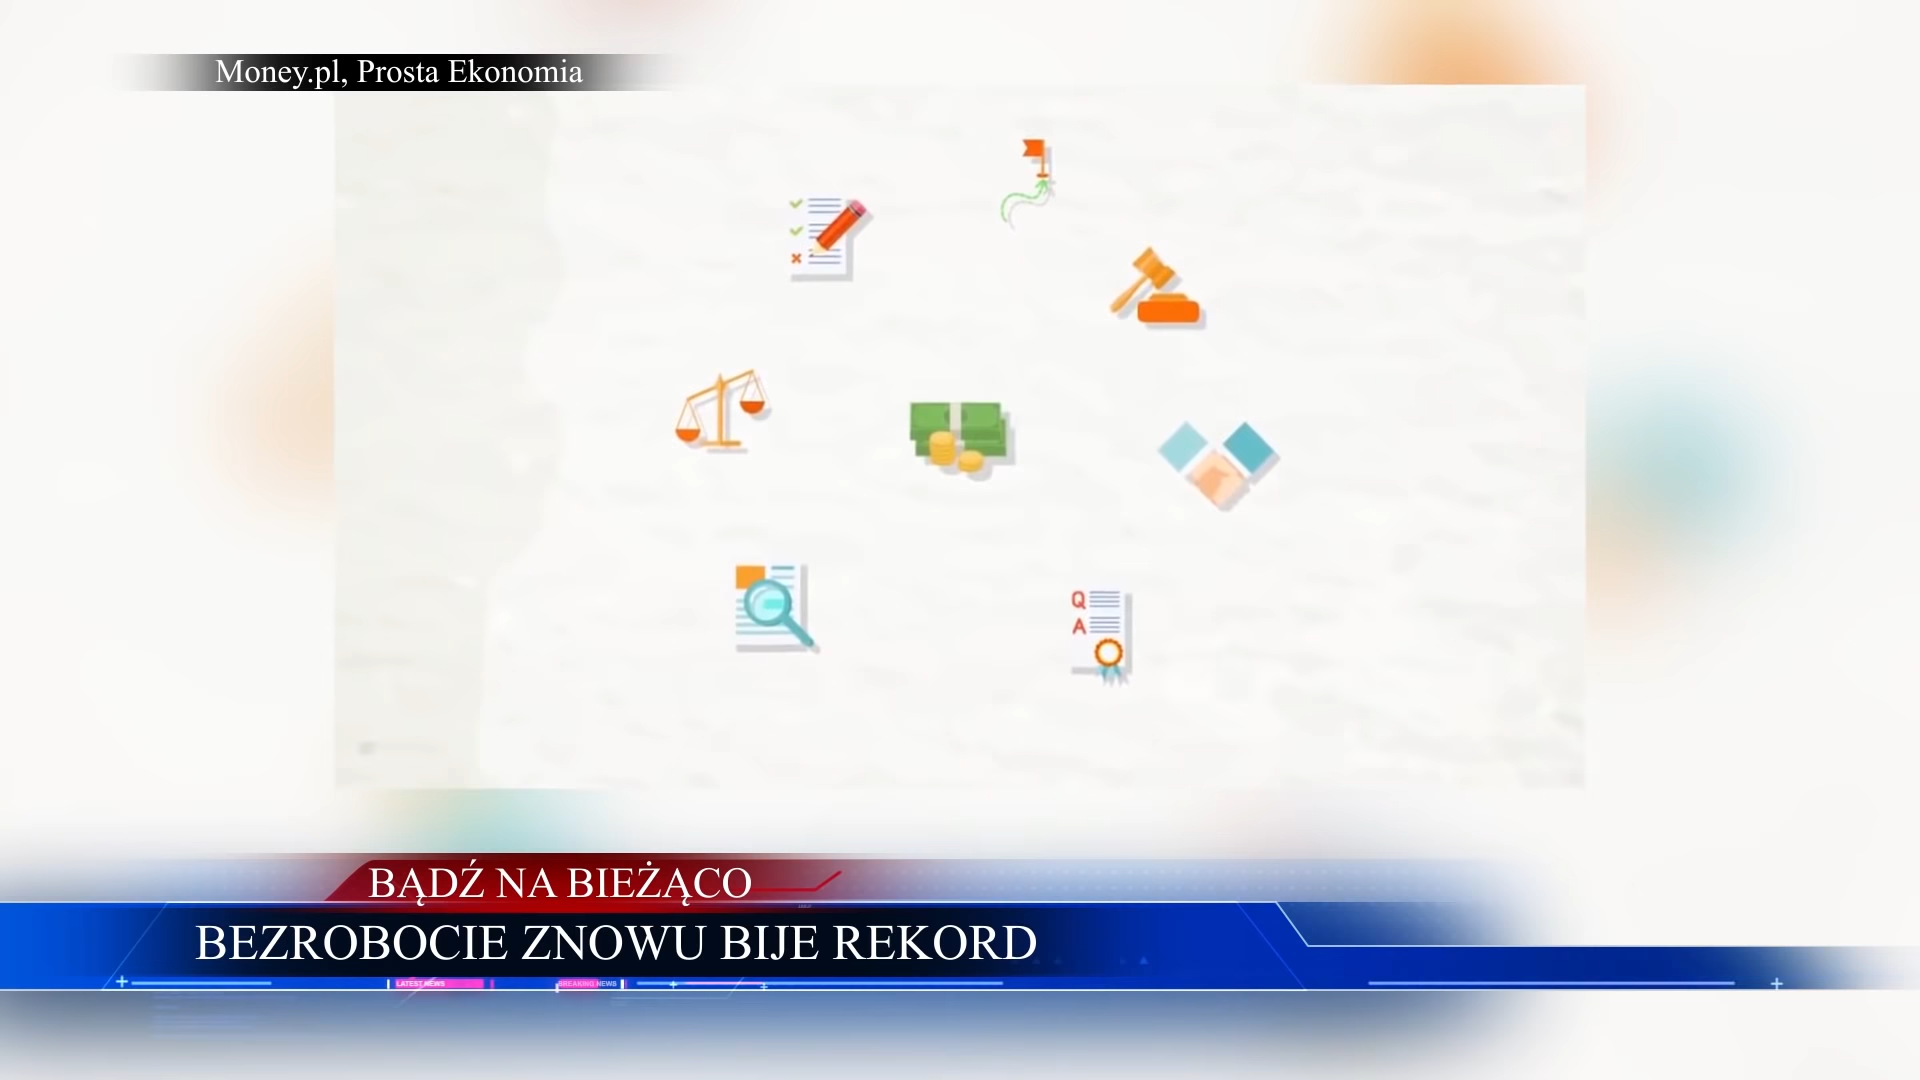 Money.pl, Prosta Ekonomia
Q
A
BĄDŹ NA BIEŻĄCO
BEZROBOCIE ZNOWU BIJE REKORD
LATEST NEWS
BREAKING NEWS